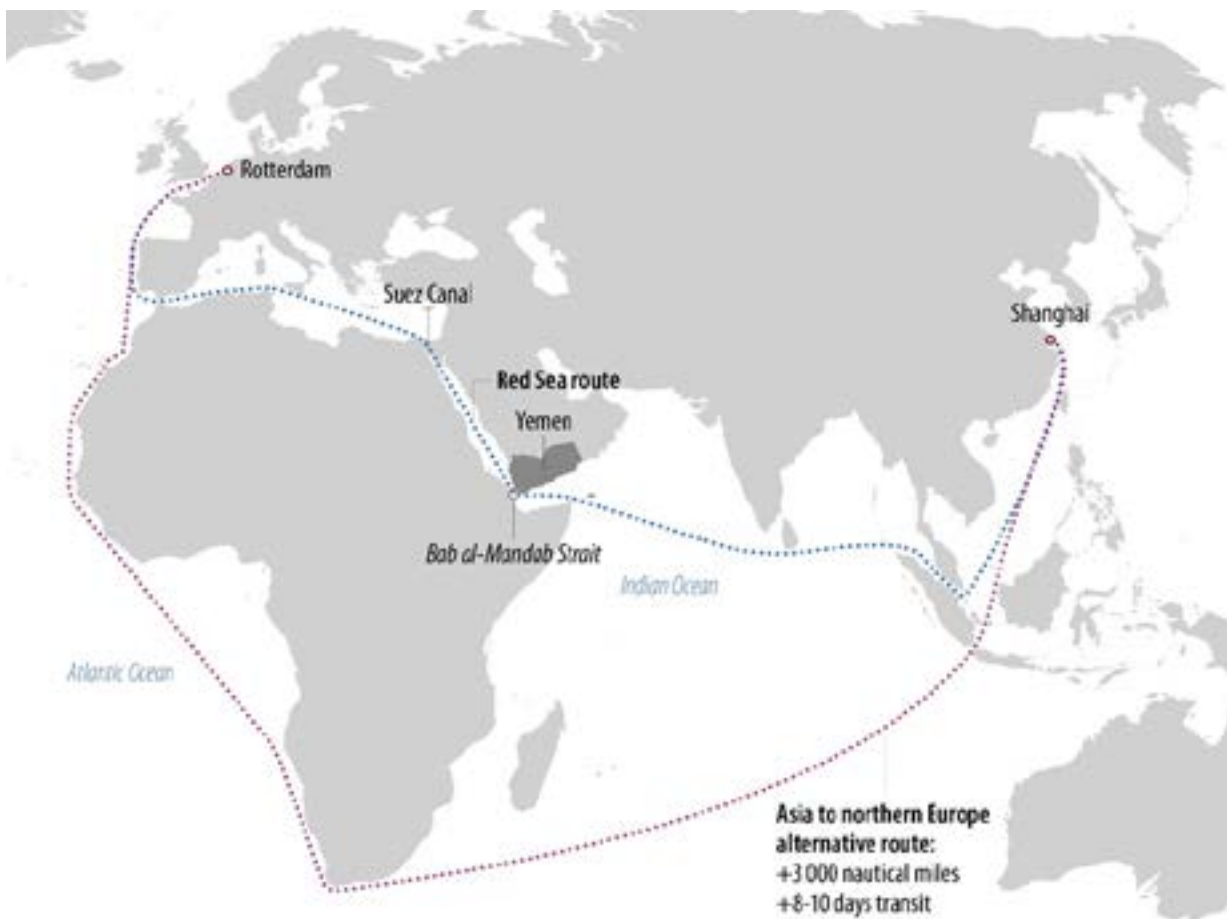 Rotterdam
Suez Canal
Shanghai
Red Sea route
Yemen
Bab al-Mandab Strait
Indian Ocean
Atlantic Ocean
Asia to northern Europe
alternative route:
+3 000 nautical miles
+8-10 days transit